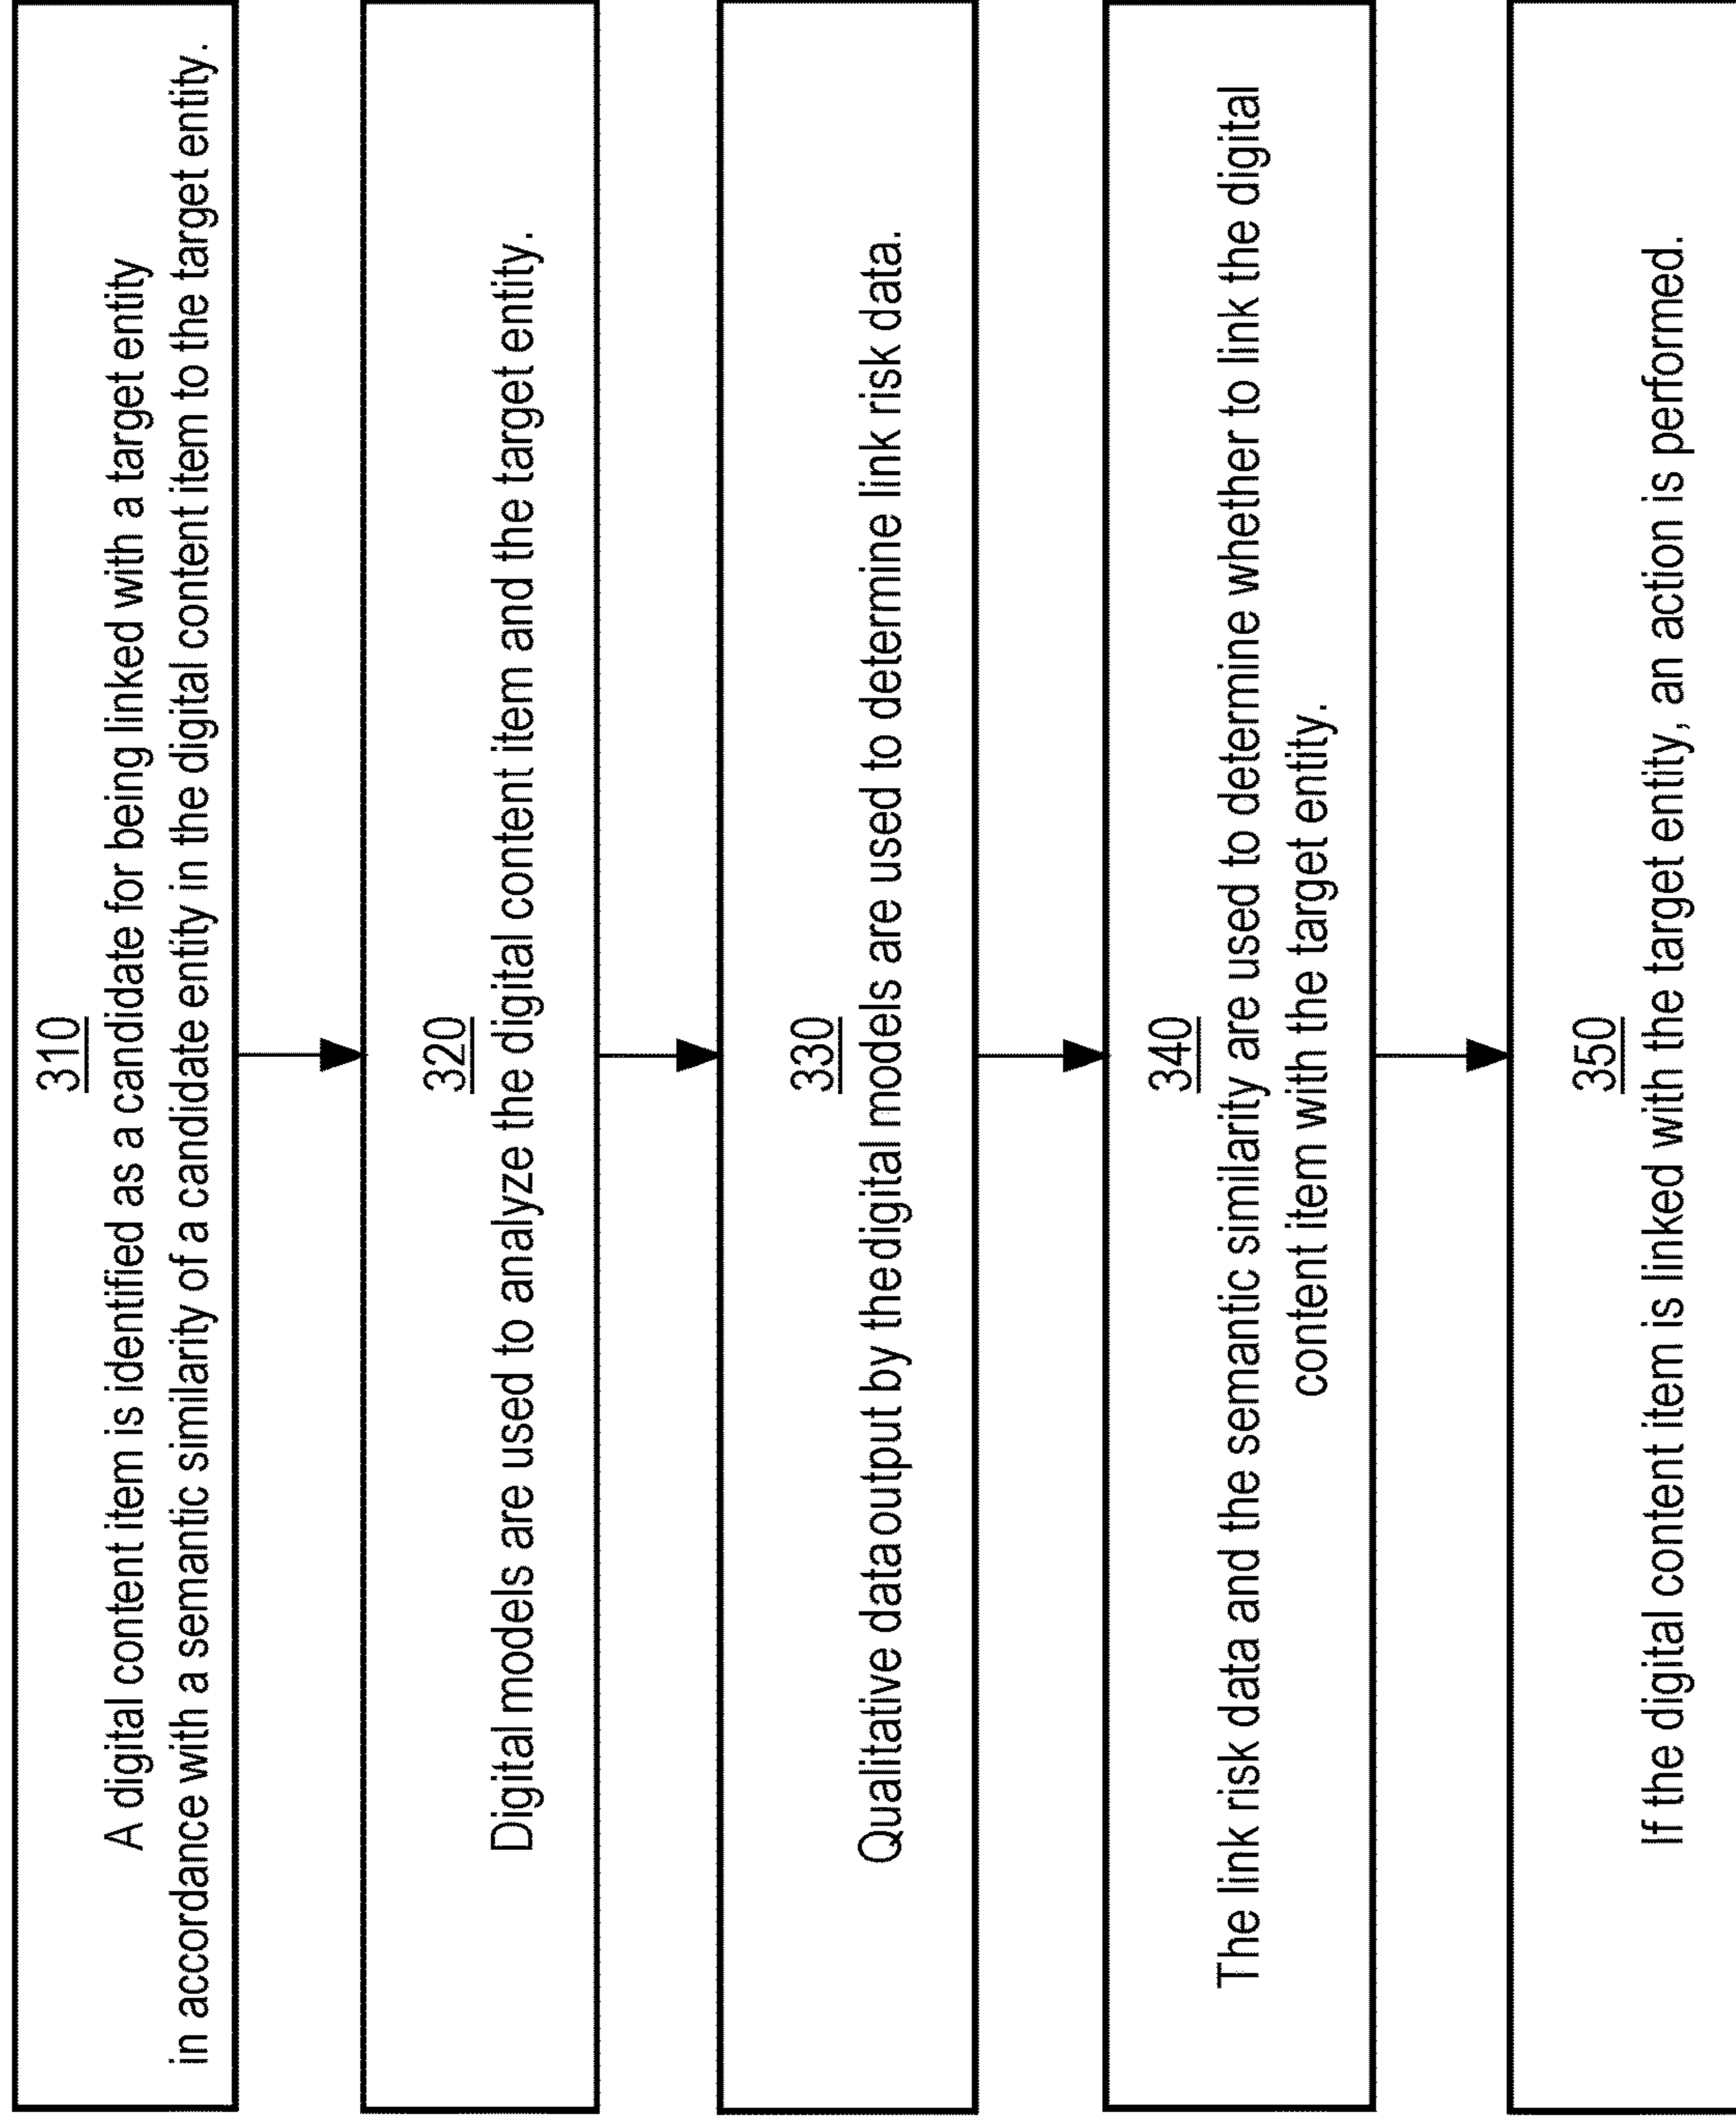 310
A digital content item is identified as a candidate for being linked with a target entity
in accordance with a semantic similarity of a candidate entity in the digital content item to the target entity.
320
Digital models are used to analyze the digital content item and the target entity.
330
Qualitative data output by the digital models are used to determine link risk data.
340
The link risk data and the semantic similarity are used to determine whether to link the digital
content item with the target entity.
350
If the digital content item is linked with the target entity, an action is performed.